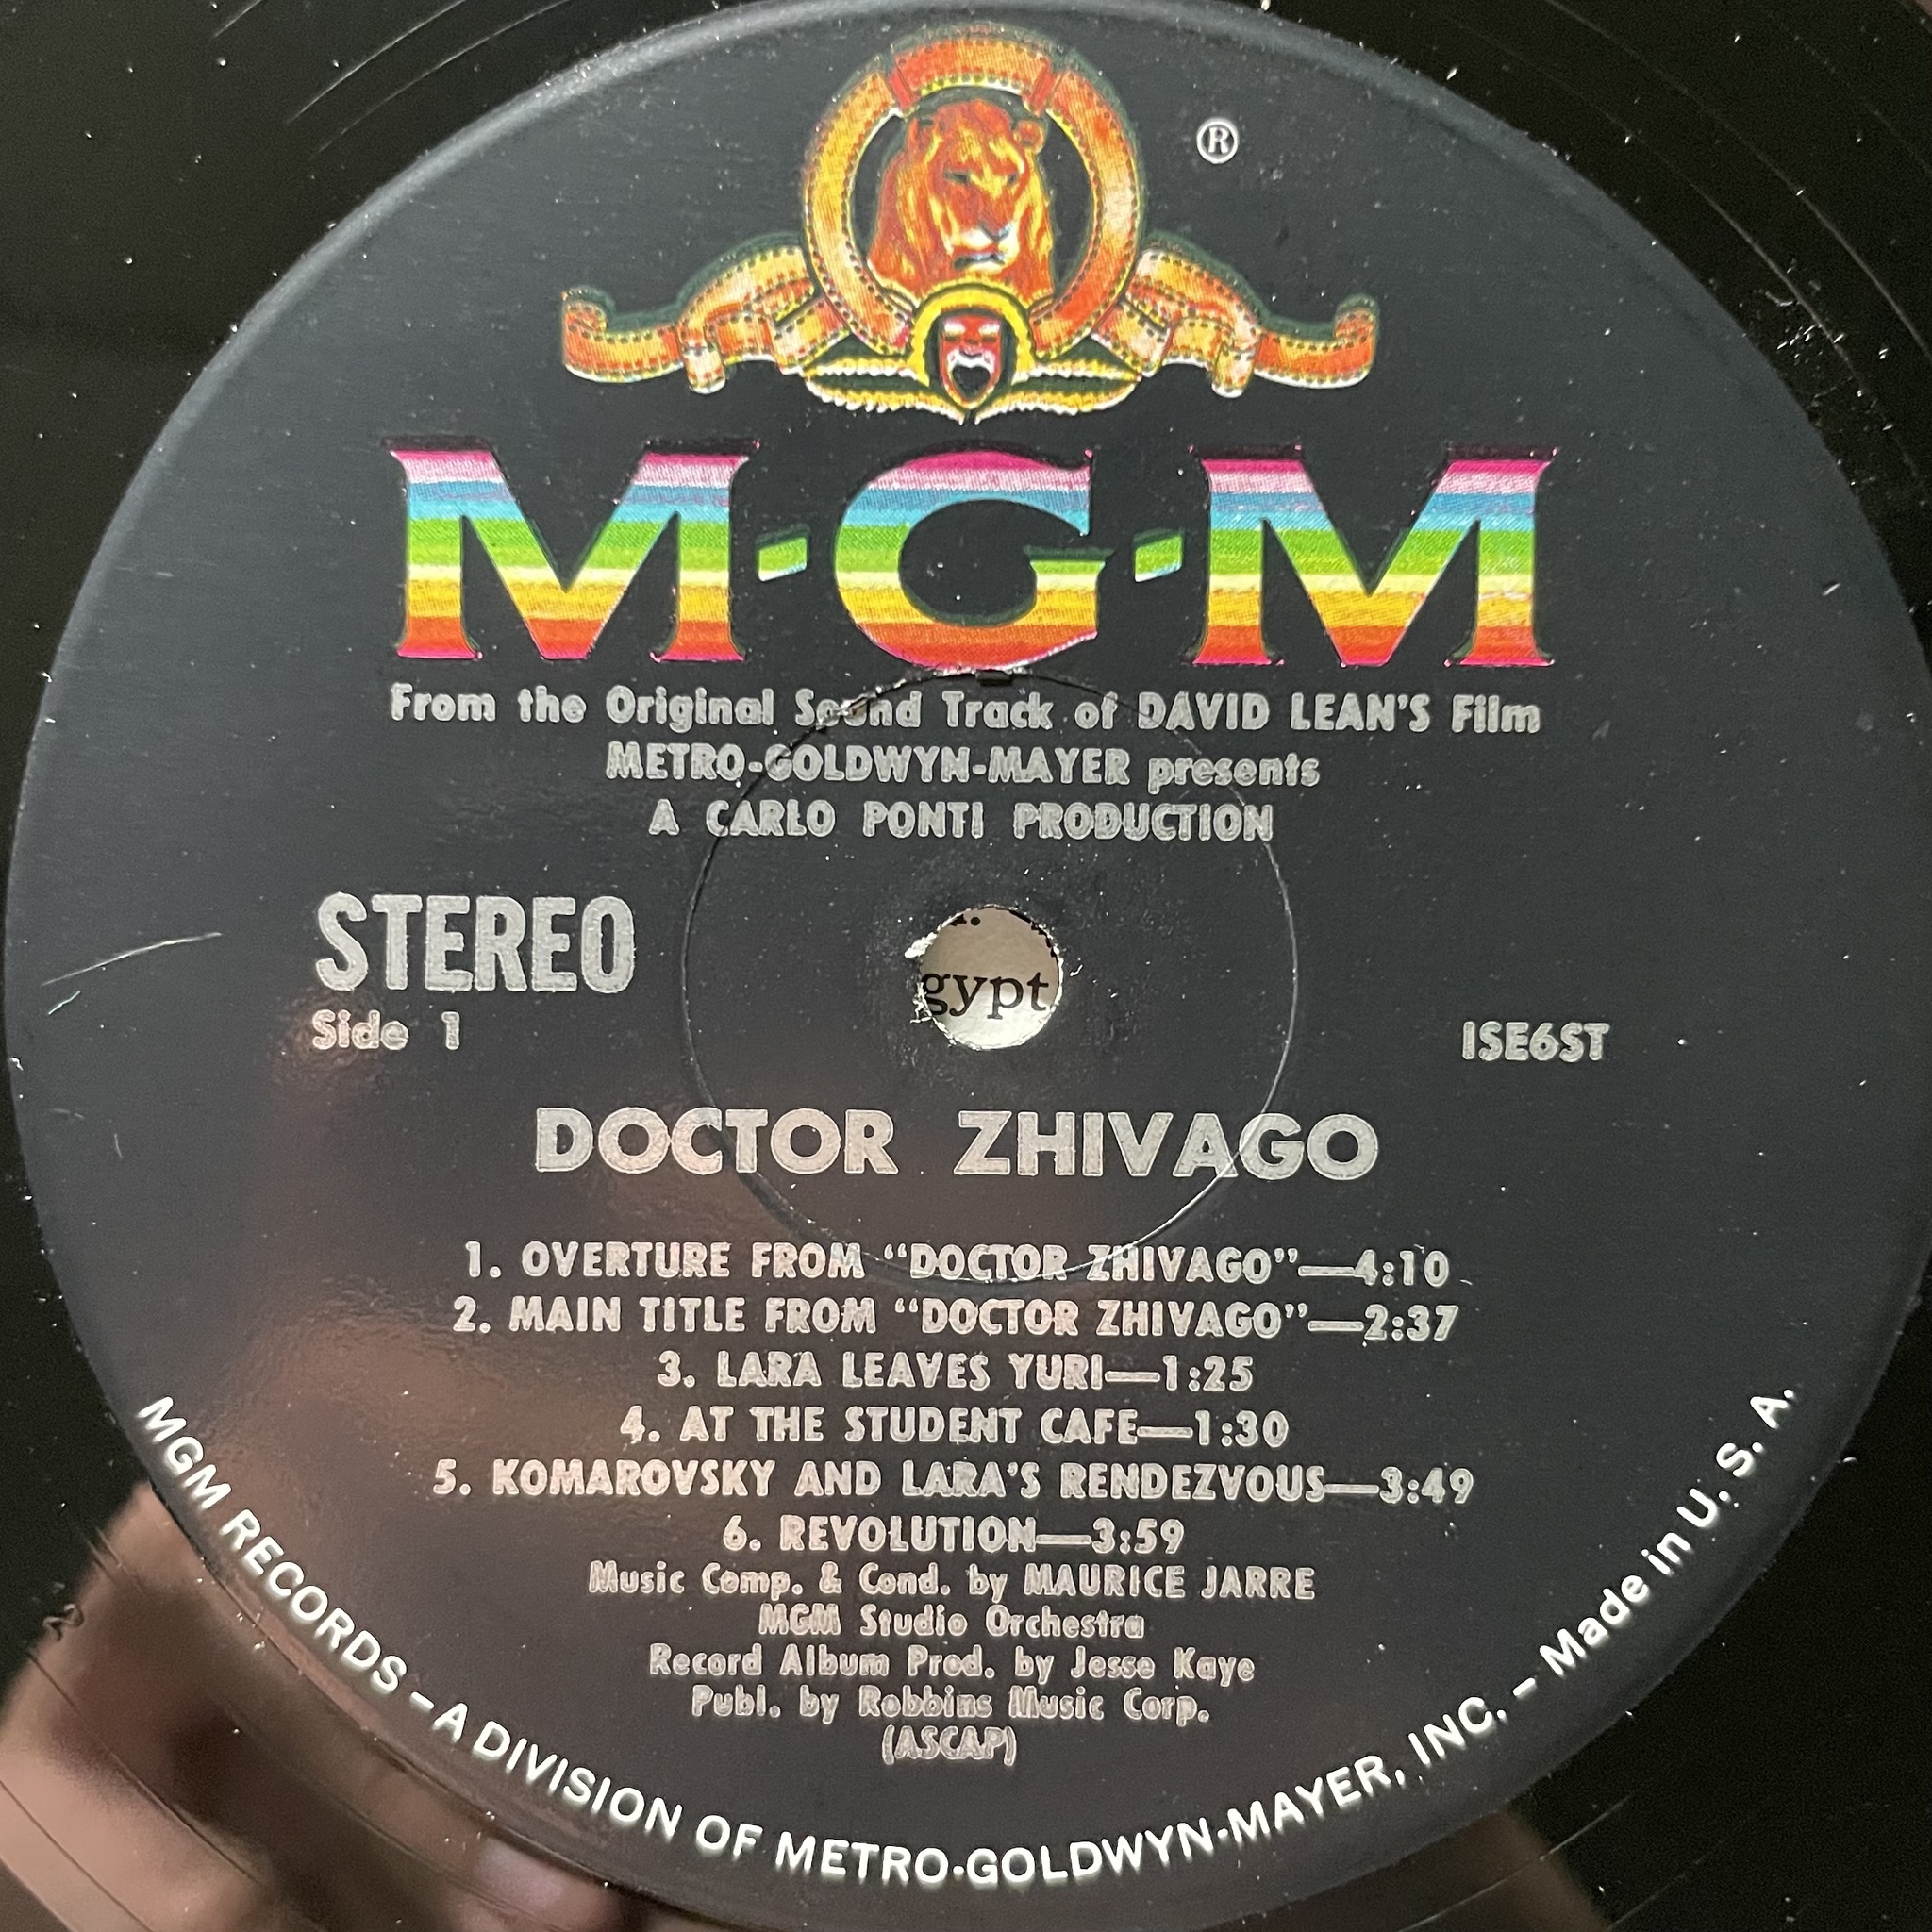 ®
M·G·M
From the Original Sound Track of DAVID LEAN'S Film
METRO-GOLDWYN-MAYER presents
A CARLO PONTI PRODUCTION
STEREO
gypt
Side 1
ISE6ST
DOCTOR ZHIVAGO
1. OVERTURE FROM "DOCTOR ZHIVAGO"—4:10
2. MAIN TITLE FROM "DOCTOR ZHIVAGO"—2:37
3. LARA LEAVES YURI—1:25
4. AT THE STUDENT CAFE—1:30
5. KOMAROVSKY AND LARA'S RENDEZVOUS—3:49
6. REVOLUTION—3:59
Music Comp. & Cond. by MAURICE JARRE
MGM Studio Orchestra
Record Album Prod. by Jesse Kaye
Publ. by Robbins Music Corp.
(ASCAP)
MGM RECORDS – A DIVISION OF METRO-GOLDWYN-MAYER, INC. – Made in U. S. A.